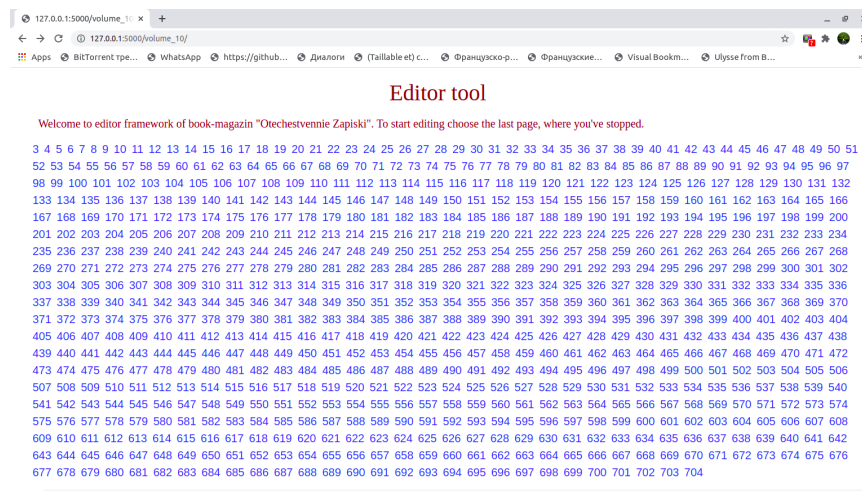 127.0.0.1:5000/volume_10
127.0.0.1:5000/volume_10/
Apps BitTorrent тре... WhatsApp https://github... Диалоги (Taillable et) c... Французско-р... Французские... Visual Bookm... Ulysse from B...
Editor tool
Welcome to editor framework of book-magazin "Otechestvennie Zapiski". To start editing choose the last page, where you've stopped.
3 4 5 6 7 8 9 10 11 12 13 14 15 16 17 18 19 20 21 22 23 24 25 26 27 28 29 30 31 32 33 34 35 36 37 38 39 40 41 42 43 44 45 46 47 48 49 50 51
52 53 54 55 56 57 58 59 60 61 62 63 64 65 66 67 68 69 70 71 72 73 74 75 76 77 78 79 80 81 82 83 84 85 86 87 88 89 90 91 92 93 94 95 96 97
98 99 100 101 102 103 104 105 106 107 108 109 110 111 112 113 114 115 116 117 118 119 120 121 122 123 124 125 126 127 128 129 130 131 132
133 134 135 136 137 138 139 140 141 142 143 144 145 146 147 148 149 150 151 152 153 154 155 156 157 158 159 160 161 162 163 164 165 166
167 168 169 170 171 172 173 174 175 176 177 178 179 180 181 182 183 184 185 186 187 188 189 190 191 192 193 194 195 196 197 198 199 200
201 202 203 204 205 206 207 208 209 210 211 212 213 214 215 216 217 218 219 220 221 222 223 224 225 226 227 228 229 230 231 232 233 234
235 236 237 238 239 240 241 242 243 244 245 246 247 248 249 250 251 252 253 254 255 256 257 258 259 260 261 262 263 264 265 266 267 268
269 270 271 272 273 274 275 276 277 278 279 280 281 282 283 284 285 286 287 288 289 290 291 292 293 294 295 296 297 298 299 300 301 302
303 304 305 306 307 308 309 310 311 312 313 314 315 316 317 318 319 320 321 322 323 324 325 326 327 328 329 330 331 332 333 334 335 336
337 338 339 340 341 342 343 344 345 346 347 348 349 350 351 352 353 354 355 356 357 358 359 360 361 362 363 364 365 366 367 368 369 370
371 372 373 374 375 376 377 378 379 380 381 382 383 384 385 386 387 388 389 390 391 392 393 394 395 396 397 398 399 400 401 402 403 404
405 406 407 408 409 410 411 412 413 414 415 416 417 418 419 420 421 422 423 424 425 426 427 428 429 430 431 432 433 434 435 436 437 438
439 440 441 442 443 444 445 446 447 448 449 450 451 452 453 454 455 456 457 458 459 460 461 462 463 464 465 466 467 468 469 470 471 472
473 474 475 476 477 478 479 480 481 482 483 484 485 486 487 488 489 490 491 492 493 494 495 496 497 498 499 500 501 502 503 504 505 506
507 508 509 510 511 512 513 514 515 516 517 518 519 520 521 522 523 524 525 526 527 528 529 530 531 532 533 534 535 536 537 538 539 540
541 542 543 544 545 546 547 548 549 550 551 552 553 554 555 556 557 558 559 560 561 562 563 564 565 566 567 568 569 570 571 572 573 574
575 576 577 578 579 580 581 582 583 584 585 586 587 588 589 590 591 592 593 594 595 596 597 598 599 600 601 602 603 604 605 606 607 608
609 610 611 612 613 614 615 616 617 618 619 620 621 622 623 624 625 626 627 628 629 630 631 632 633 634 635 636 637 638 639 640 641 642
643 644 645 646 647 648 649 650 651 652 653 654 655 656 657 658 659 660 661 662 663 664 665 666 667 668 669 670 671 672 673 674 675 676
677 678 679 680 681 682 683 684 685 686 687 688 689 690 691 692 693 694 695 696 697 698 699 700 701 702 703 704